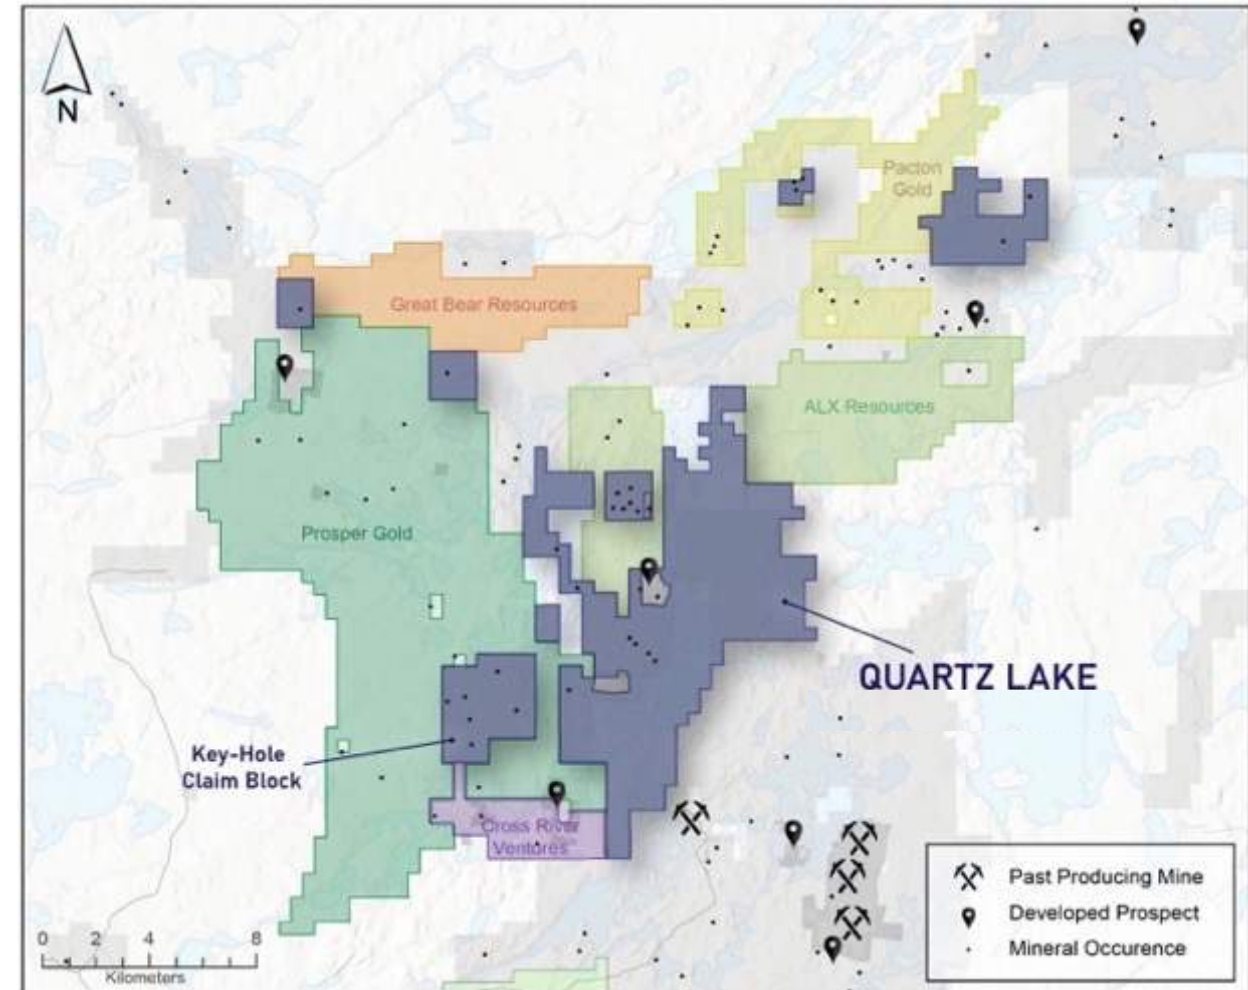 N
Pacton
Gold
Great Bear Resources
ALX Resources
Prosper Gold
QUARTZ LAKE
Key-Hole
Claim Block
Cross River
Ventures
Past Producing Mine
Developed Prospect
Mineral Occurence
0 2 4 8
Kilometers